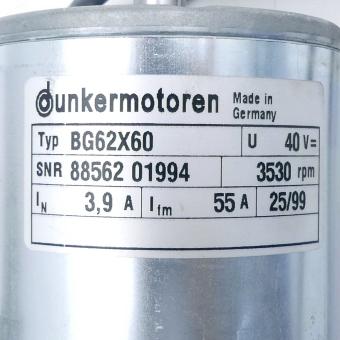 dunkermotoren Made in
Germany
Typ BG62X60 U 40 V=
SNR 88562 01994 3530 rpm
IN 3,9 A Ifm 55 A 25/99